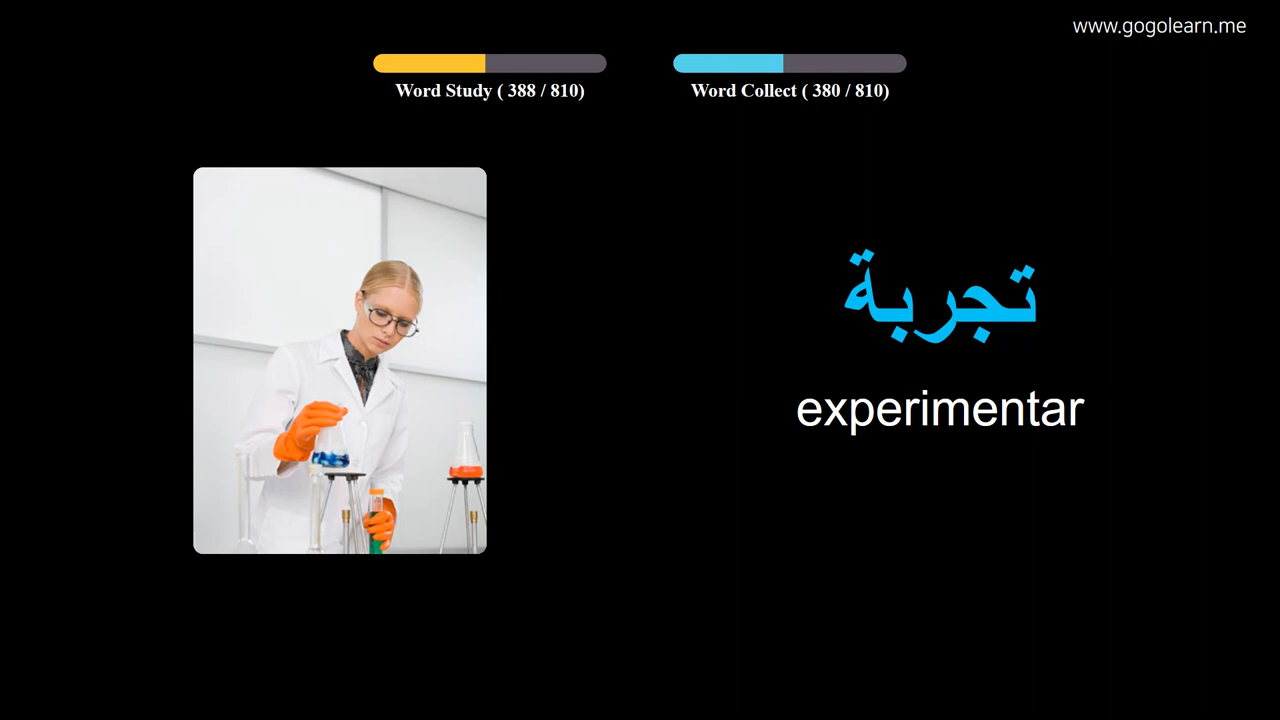 www.gogolearn.me
Word Study ( 388 / 810)
Word Collect ( 380 / 810)
تجربة
experimentar